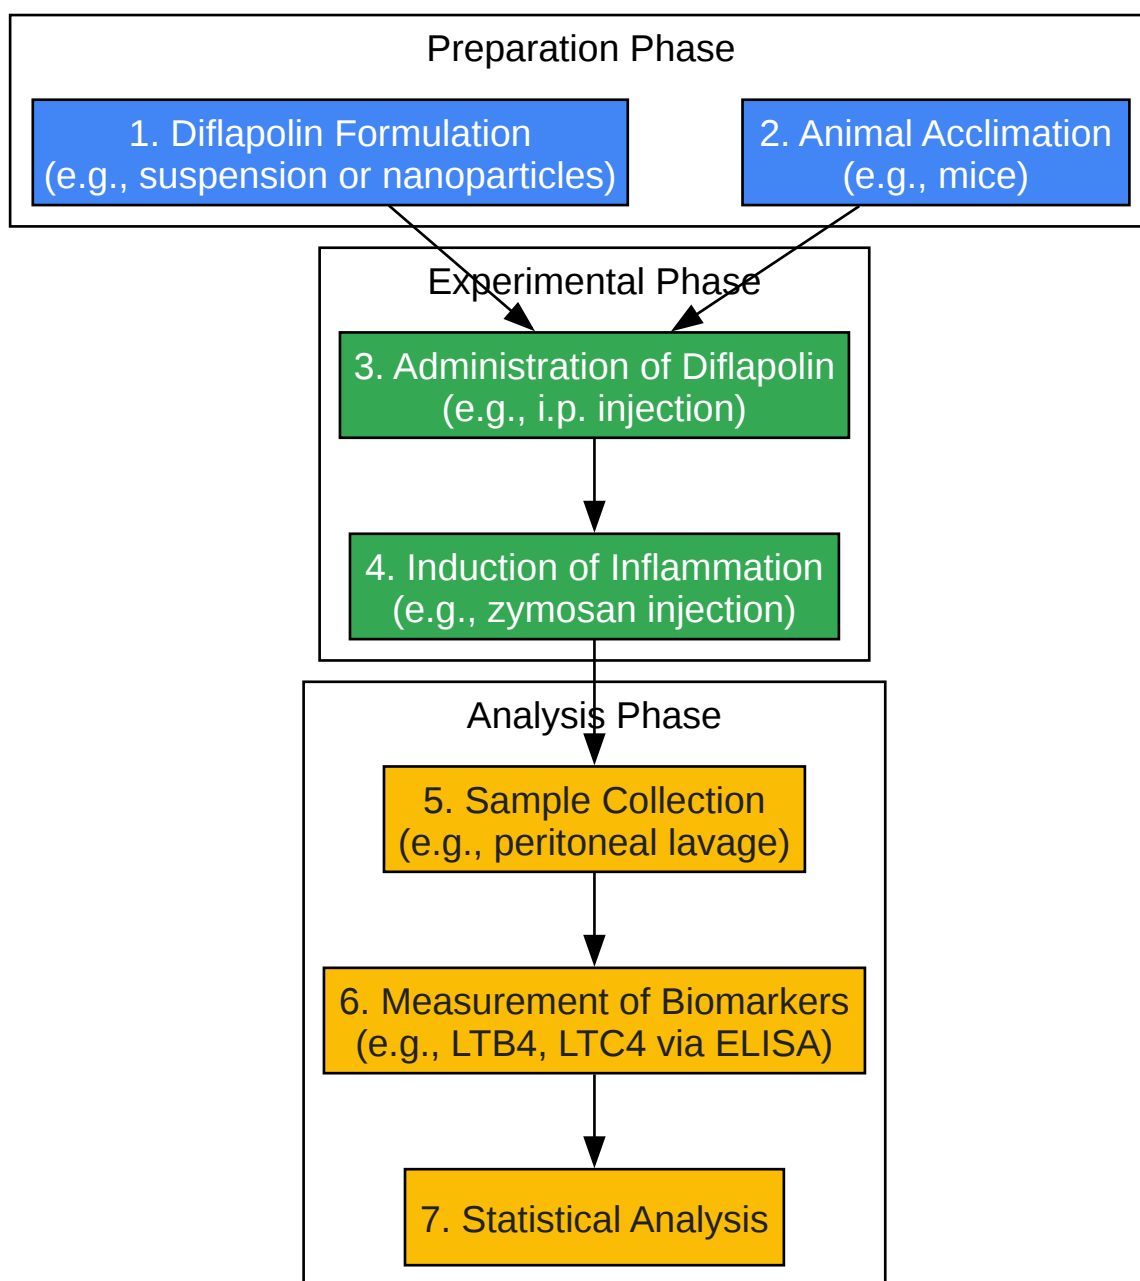 Preparation Phase
1. Diflapolin Formulation
(e.g., suspension or nanoparticles)
2. Animal Acclimation
(e.g., mice)
Experimental Phase
3. Administration of Diflapolin
(e.g., i.p. injection)
4. Induction of Inflammation
(e.g., zymosan injection)
Analysis Phase
5. Sample Collection
(e.g., peritoneal lavage)
6. Measurement of Biomarkers
(e.g., LTB4, LTC4 via ELISA)
7. Statistical Analysis